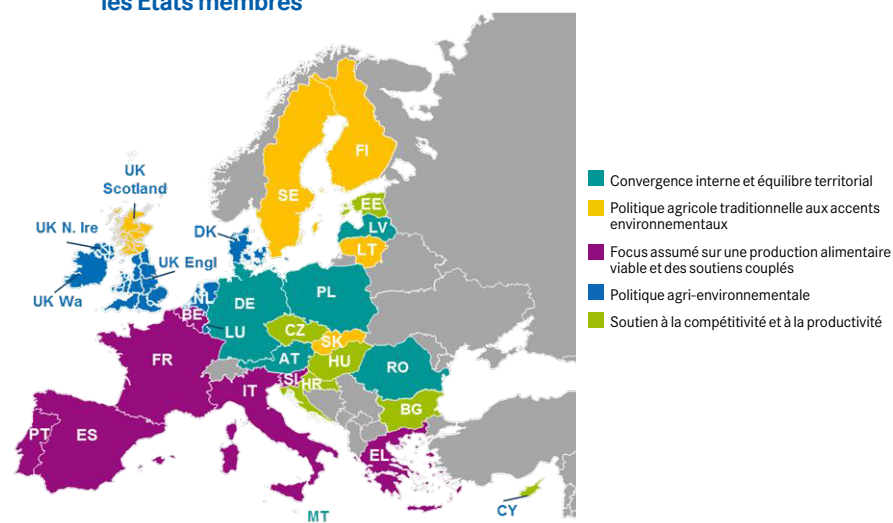 les États membres
FI
SE
UK
Scotland
EE
LV
UK N. Ire
DK
LT
UK Engl
UK Wa
NL
DE
PL
BE
LU
CZ
SK
FR
AT
HU
RO
SI
HR
IT
BG
PT
ES
EL
CY
MT
Convergence interne et équilibre territorial
Politique agricole traditionnelle aux accents
environnementaux
Focus assumé sur une production alimentaire
viable et des soutiens couplés
Politique agri-environnementale
Soutien à la compétitivité et à la productivité